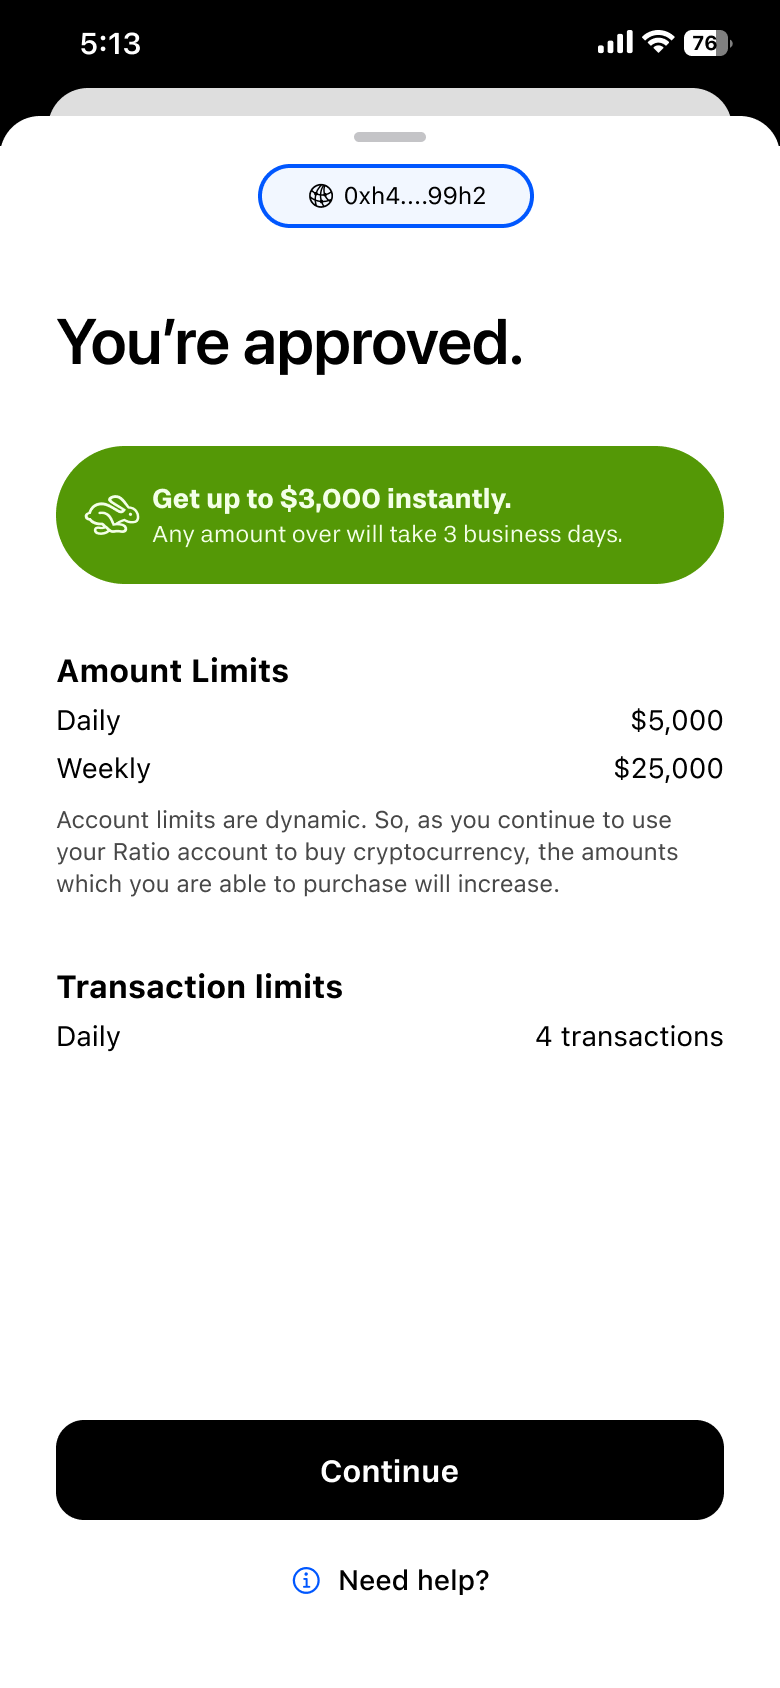 5:13
76
0xh4....99h2
You’re approved.
Get up to $3,000 instantly.
Any amount over will take 3 business days.
Amount Limits
Daily $5,000
Weekly $25,000
Account limits are dynamic. So, as you continue to use
your Ratio account to buy cryptocurrency, the amounts
which you are able to purchase will increase.
Transaction limits
Daily 4 transactions
Continue
Need help?